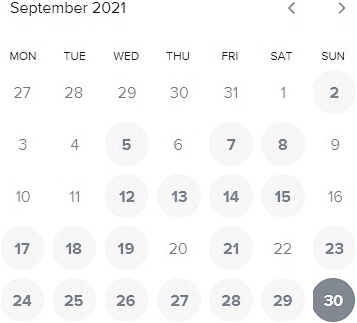 September 2021
MON TUE WED THU FRI SAT SUN
27 28 29 30 31 1 2
3 4 5 6 7 8 9
10 11 12 13 14 15 16
17 18 19 20 21 22 23
24 25 26 27 28 29 30